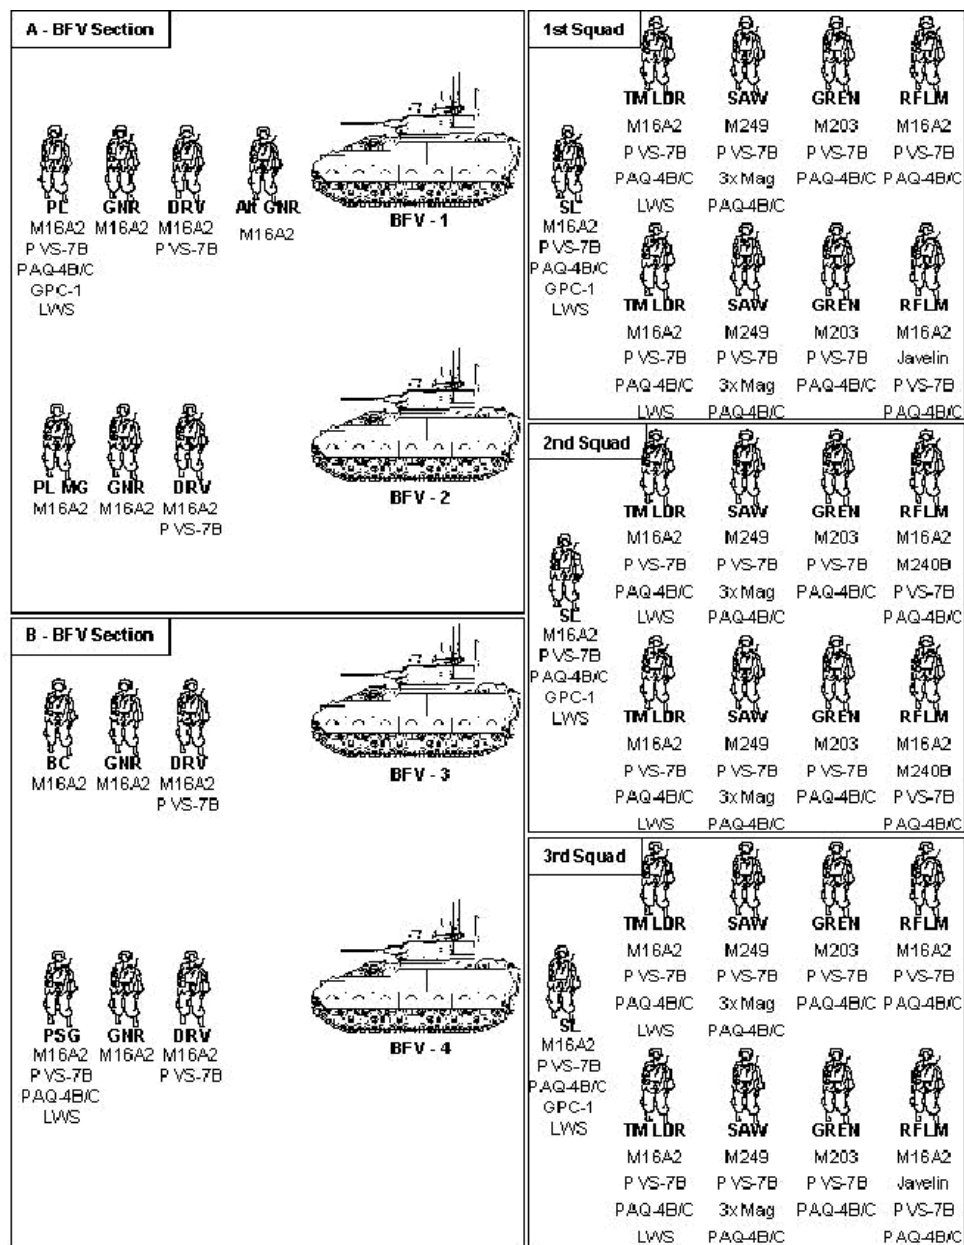 A - BFV Section
PL GNR DRV Alt GNR
M16A2 M16A2 M16A2 M16A2
PVS-7B PVS-7B
PAQ-4B/C
GPC-1
LWS
BFV - 1
PL MG GNR DRV
M16A2 M16A2 M16A2
PVS-7B
BFV - 2
B - BFV Section
BC GNR DRV
M16A2 M16A2 M16A2
PVS-7B
BFV - 3
PSG GNR DRV
M16A2 M16A2 M16A2
PVS-7B PVS-7B
PAQ-4B/C
LWS
BFV - 4
1st Squad
TM LDR SAW GREN RFLM
M16A2 M249 M203 M16A2
PVS-7B PVS-7B PVS-7B PVS-7B
PAQ-4B/C 3x Mag PAQ-4B/C PAQ-4B/C
LWS PAQ-4B/C
SL
M16A2
PVS-7B
PAQ-4B/C
GPC-1
LWS
TM LDR SAW GREN RFLM
M16A2 M249 M203 M16A2
PVS-7B PVS-7B PVS-7B Javelin
PAQ-4B/C 3x Mag PAQ-4B/C PVS-7B
LWS PAQ-4B/C PAQ-4B/C
2nd Squad
TM LDR SAW GREN RFLM
M16A2 M249 M203 M16A2
PVS-7B PVS-7B PVS-7B M240B
PAQ-4B/C 3x Mag PAQ-4B/C PVS-7B
LWS PAQ-4B/C PAQ-4B/C
SL
M16A2
PVS-7B
PAQ-4B/C
GPC-1
LWS
TM LDR SAW GREN RFLM
M16A2 M249 M203 M16A2
PVS-7B PVS-7B PVS-7B M240B
PAQ-4B/C 3x Mag PAQ-4B/C PVS-7B
LWS PAQ-4B/C PAQ-4B/C
3rd Squad
TM LDR SAW GREN RFLM
M16A2 M249 M203 M16A2
PVS-7B PVS-7B PVS-7B PVS-7B
PAQ-4B/C 3x Mag PAQ-4B/C PAQ-4B/C
LWS PAQ-4B/C
SL
M16A2
PVS-7B
PAQ-4B/C
GPC-1
LWS
TM LDR SAW GREN RFLM
M16A2 M249 M203 M16A2
PVS-7B PVS-7B PVS-7B Javelin
PAQ-4B/C 3x Mag PAQ-4B/C PVS-7B
LWS PAQ-4B/C PAQ-4B/C